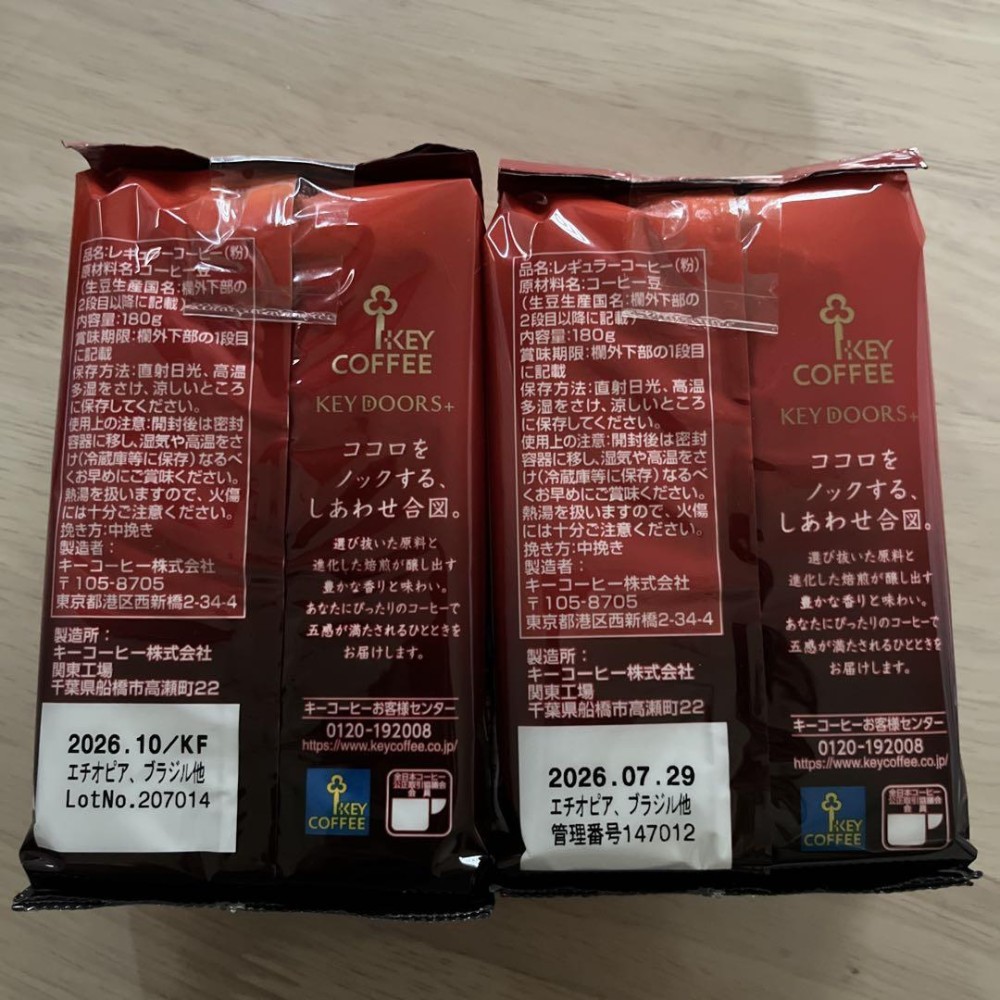 品名:レギュラーコーヒー(粉)
原材料名:コーヒー豆
(生豆生産国名:欄外下部の
2段目以降に記載)
内容量:180g
賞味期限:欄外下部の1段目
に記載
保存方法:直射日光、高温
多湿をさけ、涼しいところ
に保存してください。
使用上の注意:開封後は密封
容器に移し、湿気や高温をさ
け(冷蔵庫等に保存)なるべ
くお早めにご賞味ください。
熱湯を扱いますので、火傷
には十分ご注意ください。
挽き方:中挽き
製造者:
キーコーヒー株式会社
〒105-8705
東京都港区西新橋2-34-4
製造所:
キーコーヒー株式会社
関東工場
千葉県船橋市高瀬町22
2026.10/KF
エチオピア、ブラジル他
LotNo.207014
KEY
COFFEE
KEY DOORS+
ココロを
ノックする、
しあわせ合図。
選び抜いた原料と
進化した焙煎が醸し出す
豊かな香りと味わい。
あなたにぴったりのコーヒーで
五感が満たされるひとときを
お届けします。
キーコーヒーお客様センター
0120-192008
https://www.keycoffee.co.jp/
KEY
COFFEE
全日本コーヒー
公正取引協議会
会員
品名:レギュラーコーヒー(粉)
原材料名:コーヒー豆
(生豆生産国名:欄外下部の
2段目以降に記載)
内容量:180g
賞味期限:欄外下部の1段目
に記載
保存方法:直射日光、高温
多湿をさけ、涼しいところ
に保存してください。
使用上の注意:開封後は密封
容器に移し、湿気や高温をさ
け(冷蔵庫等に保存)なるべ
くお早めにご賞味ください。
熱湯を扱いますので、火傷
には十分ご注意ください。
挽き方:中挽き
製造者:
キーコーヒー株式会社
〒105-8705
東京都港区西新橋2-34-4
製造所:
キーコーヒー株式会社
関東工場
千葉県船橋市高瀬町22
2026.07.29
エチオピア、ブラジル他
管理番号147012
KEY
COFFEE
KEY DOORS+
ココロを
ノックする、
しあわせ合図。
選び抜いた原料と
進化した焙煎が醸し出す
豊かな香りと味わい。
あなたにぴったりのコーヒーで
五感が満たされるひとときを
お届けします。
キーコーヒーお客様センター
0120-192008
https://www.keycoffee.co.jp/
KEY
COFFEE
全日本コーヒー
公正取引協議会
会員